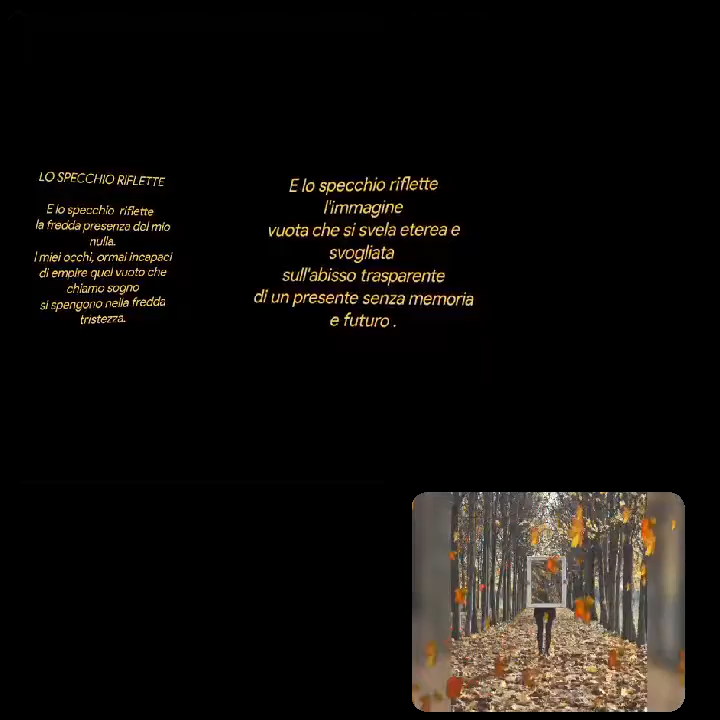 LO SPECCHIO RIFLETTE
E lo specchio riflette
la fredda presenza del mio
nulla.
I miei occhi, ormai incapaci
di empire quel vuoto che
chiamo sogno
si spengono nella fredda
tristezza.
E lo specchio riflette
l'immagine
vuota che si svela eterea e
svogliata
sull'abisso trasparente
di un presente senza memoria
e futuro .